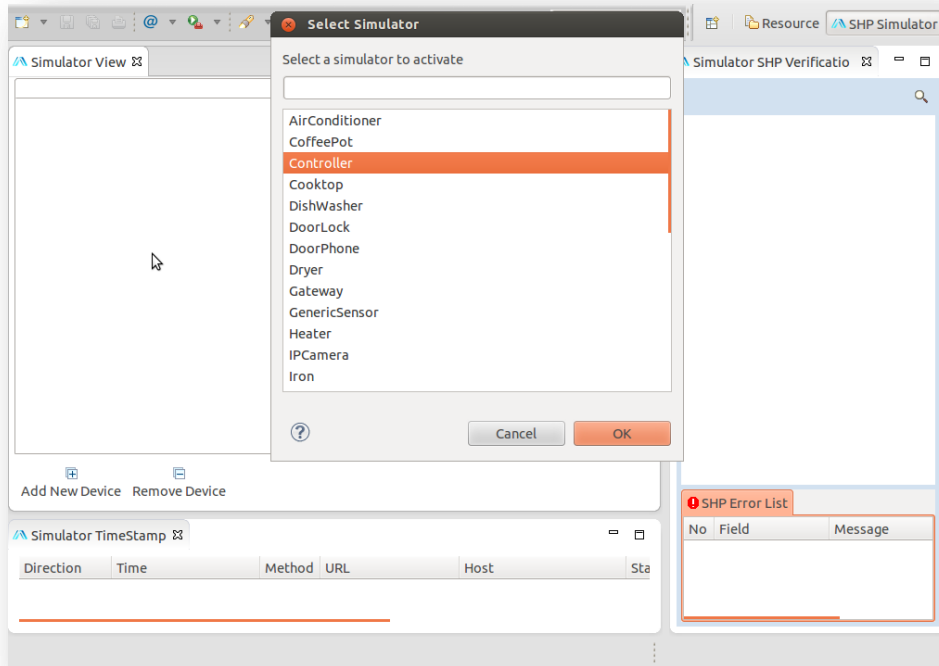 Select Simulator
Resource
SHP Simulator
Simulator View
Select a simulator to activate
Simulator SHP Verificatio
AirConditioner
CoffeePot
Controller
Cooktop
DishWasher
DoorLock
DoorPhone
Dryer
Gateway
GenericSensor
Heater
IPCamera
Iron
Cancel
OK
Add New Device
Remove Device
SHP Error List
No Field Message
Simulator TimeStamp
Direction Time Method URL Host Sta